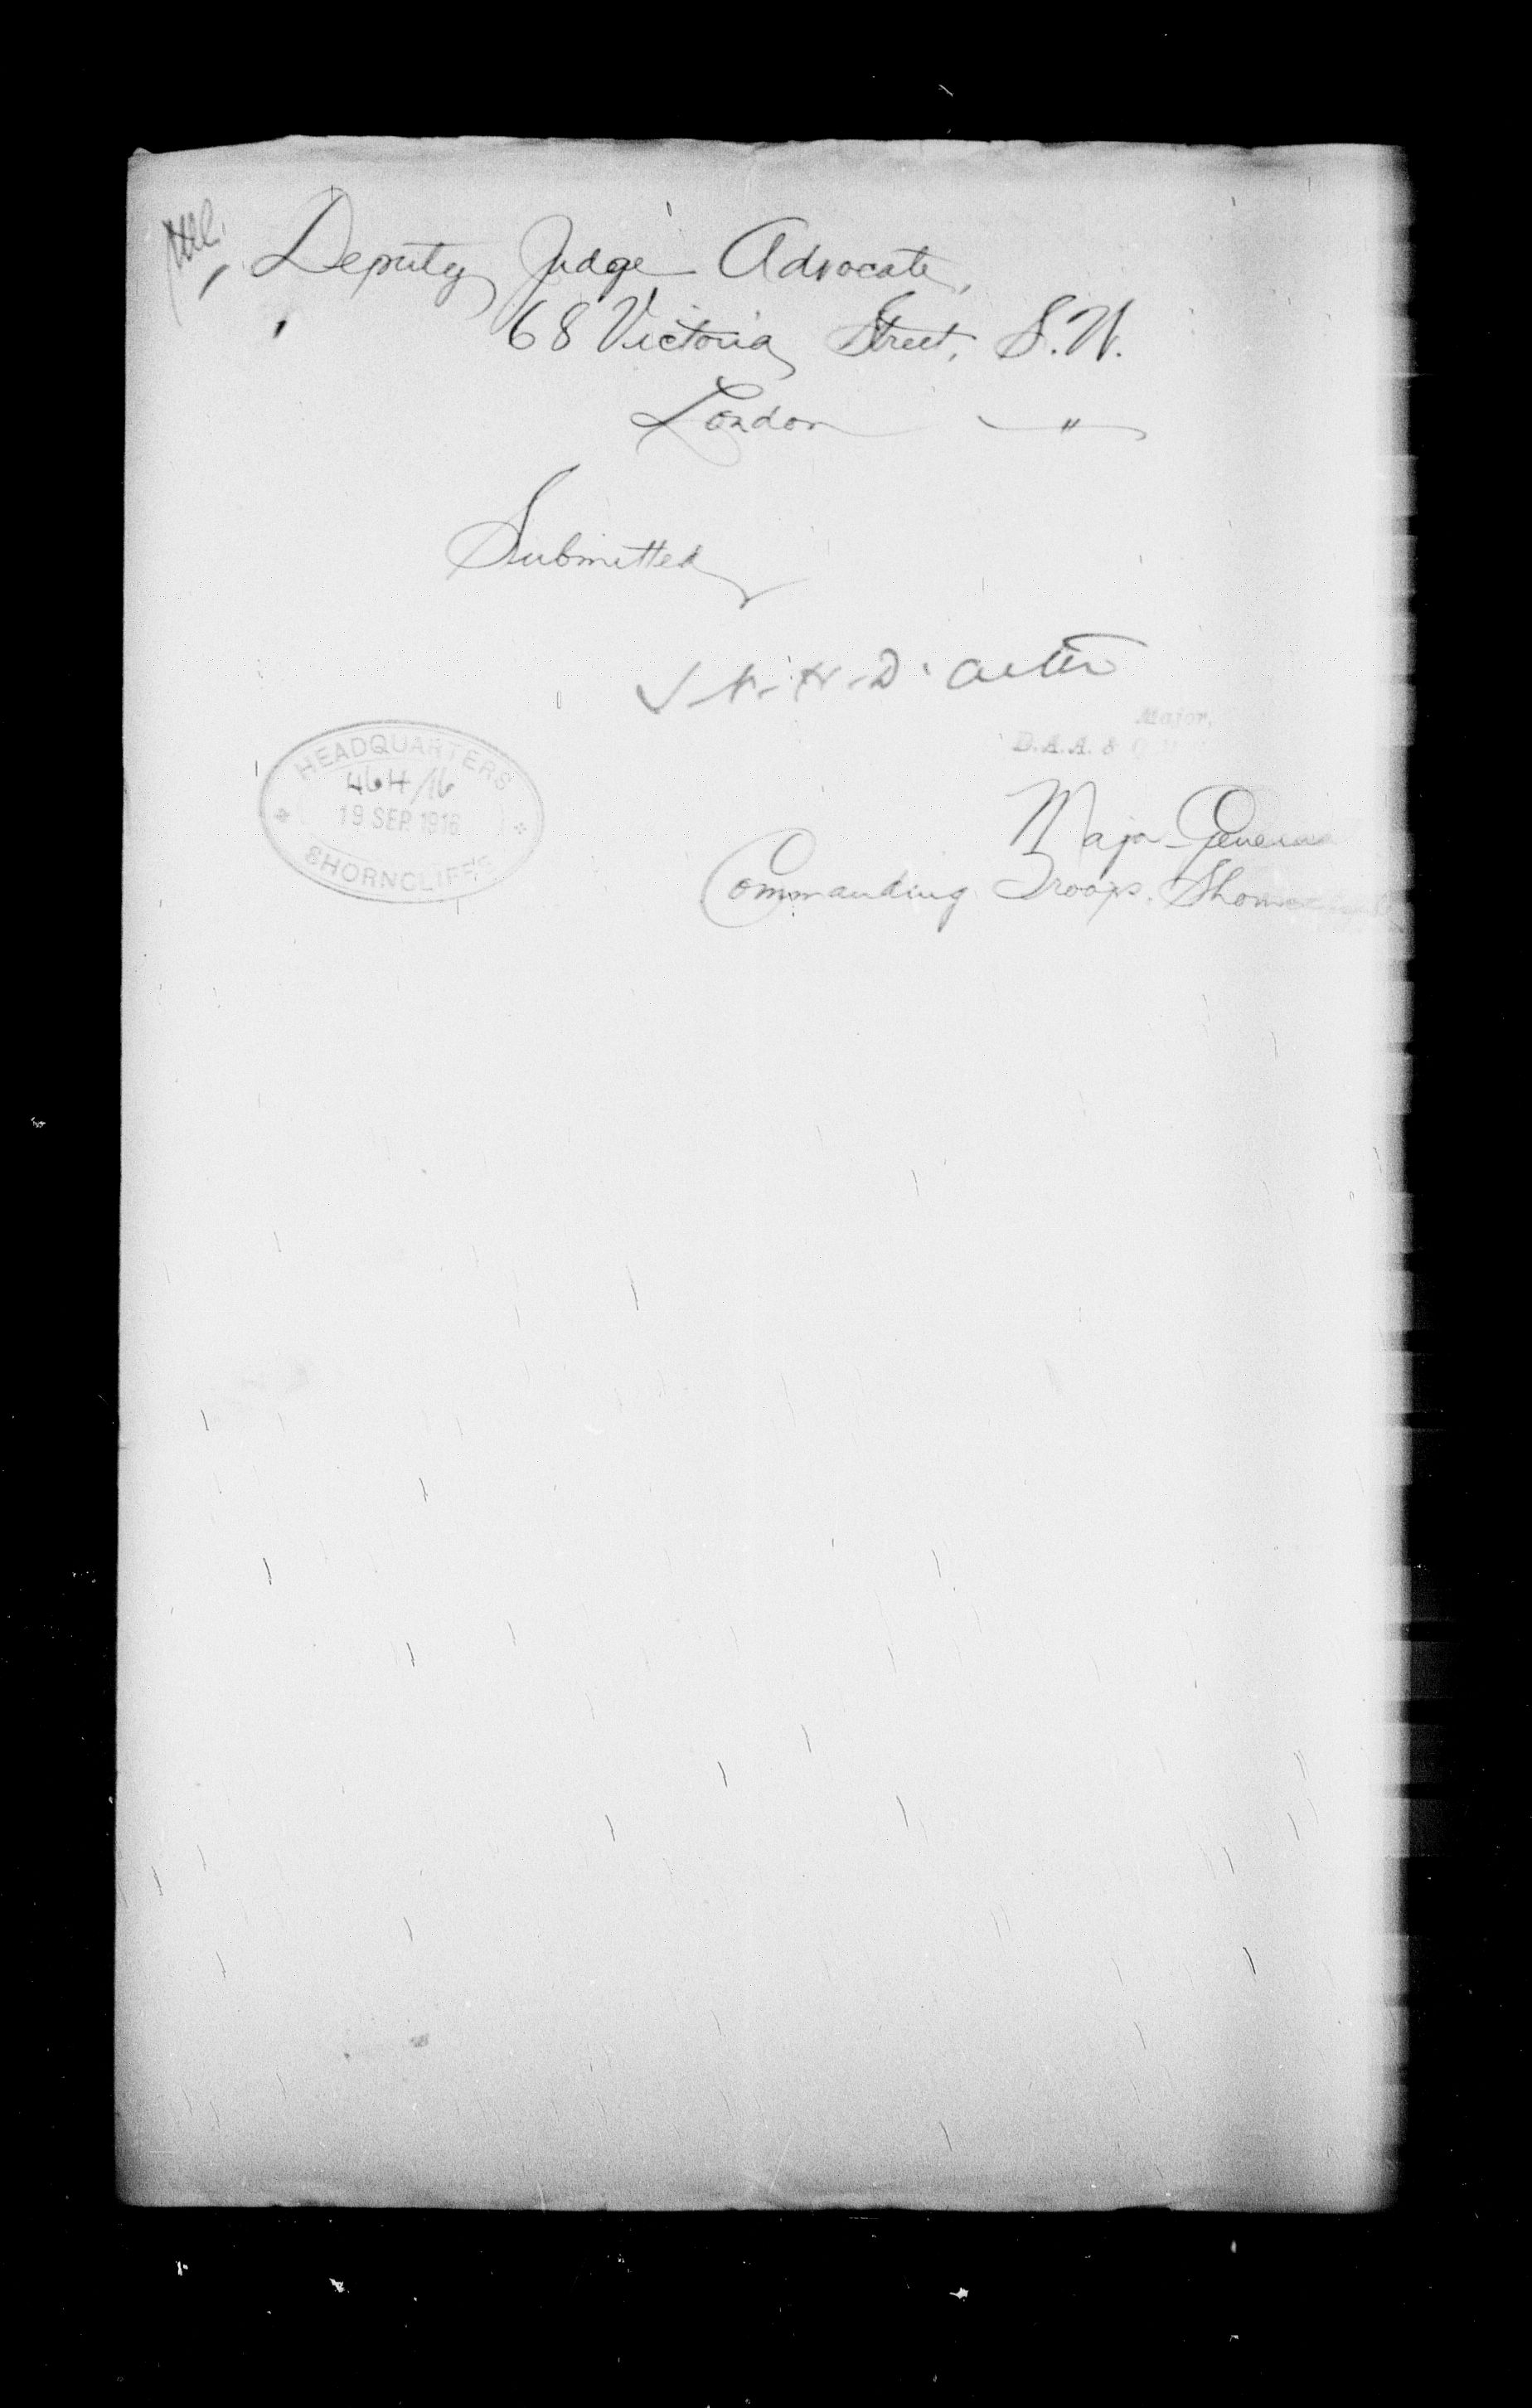 Deputy Judge Advocate,
68 Victoria Street, S.W.
London — " —
Submitted
Major.
D.A.A. &
HEADQUARTERS
464/16
19 SEP. 1916
SHORNCLIFFE
Major General
Commanding Troops. Shorncliffe